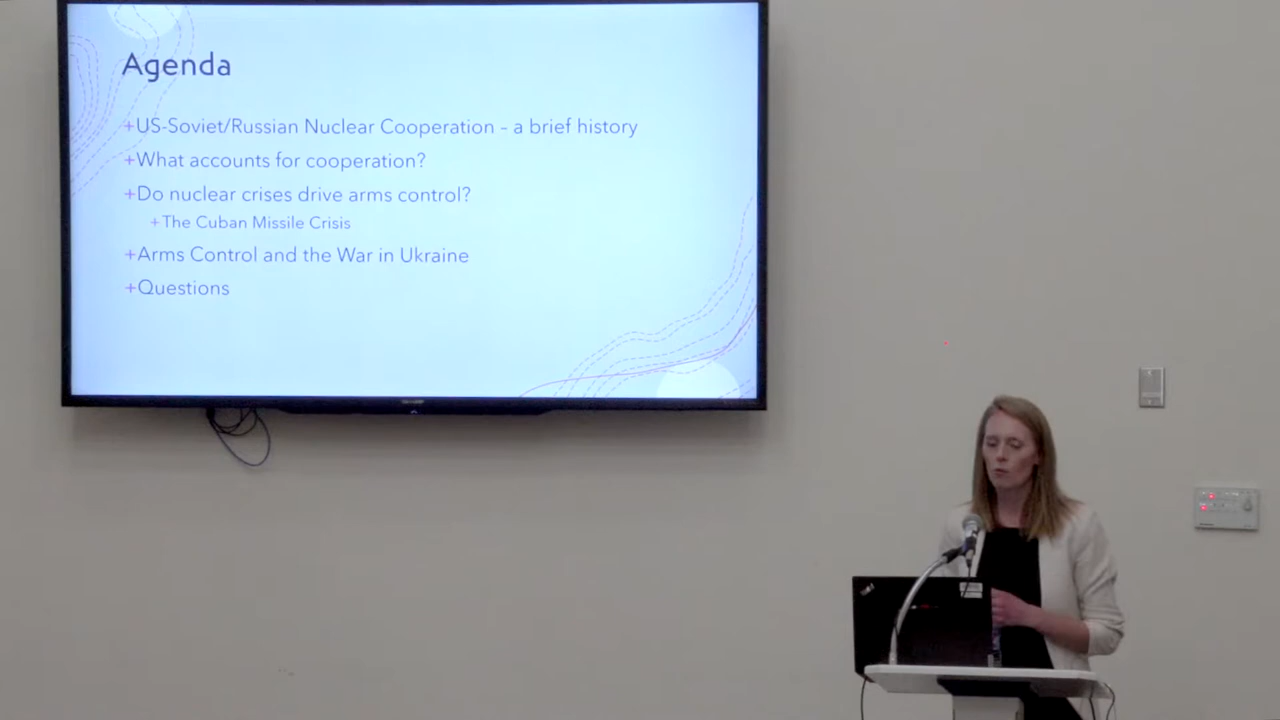 Agenda
+US-Soviet/Russian Nuclear Cooperation – a brief history
+What accounts for cooperation?
+Do nuclear crises drive arms control?
+The Cuban Missile Crisis
+Arms Control and the War in Ukraine
+Questions